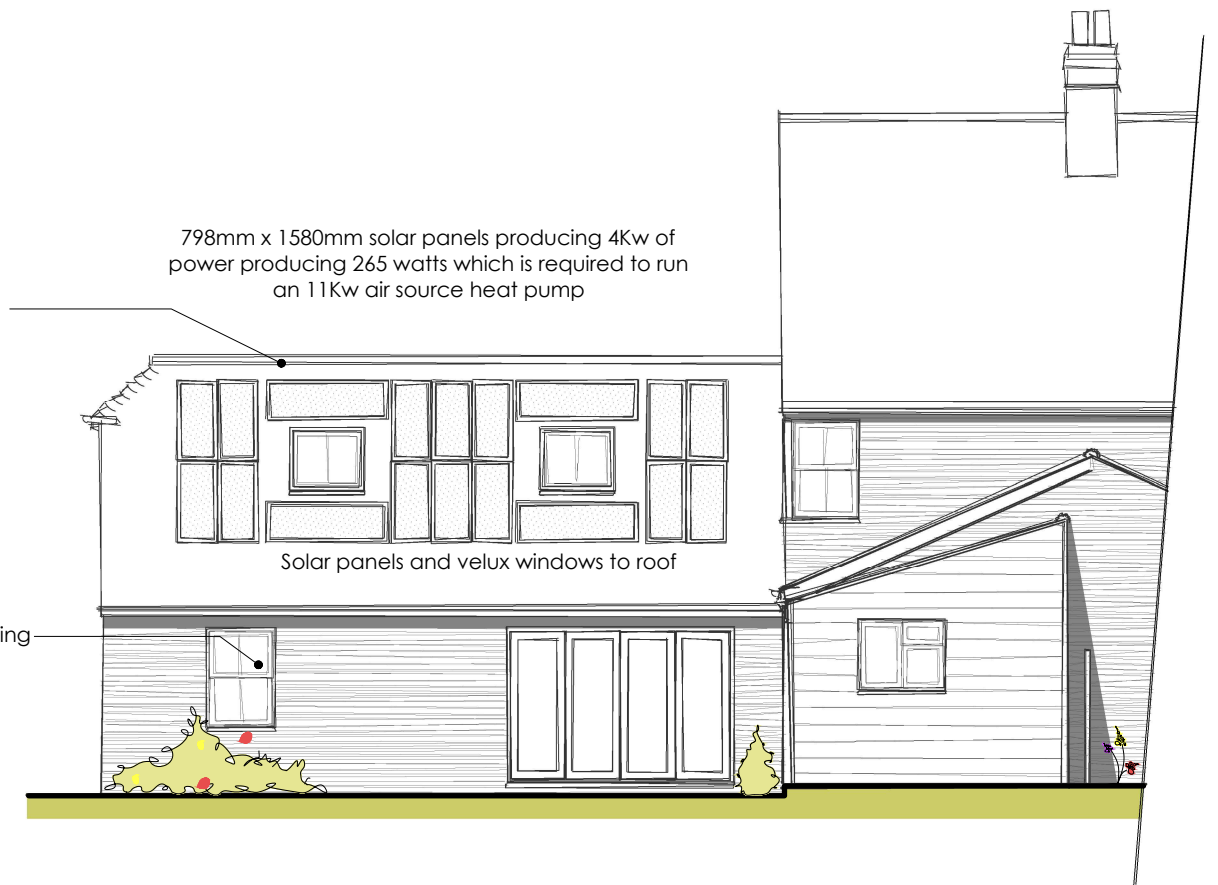 798mm x 1580mm solar panels producing 4Kw of
power producing 265 watts which is required to run
an 11Kw air source heat pump
Solar panels and velux windows to roof
ing